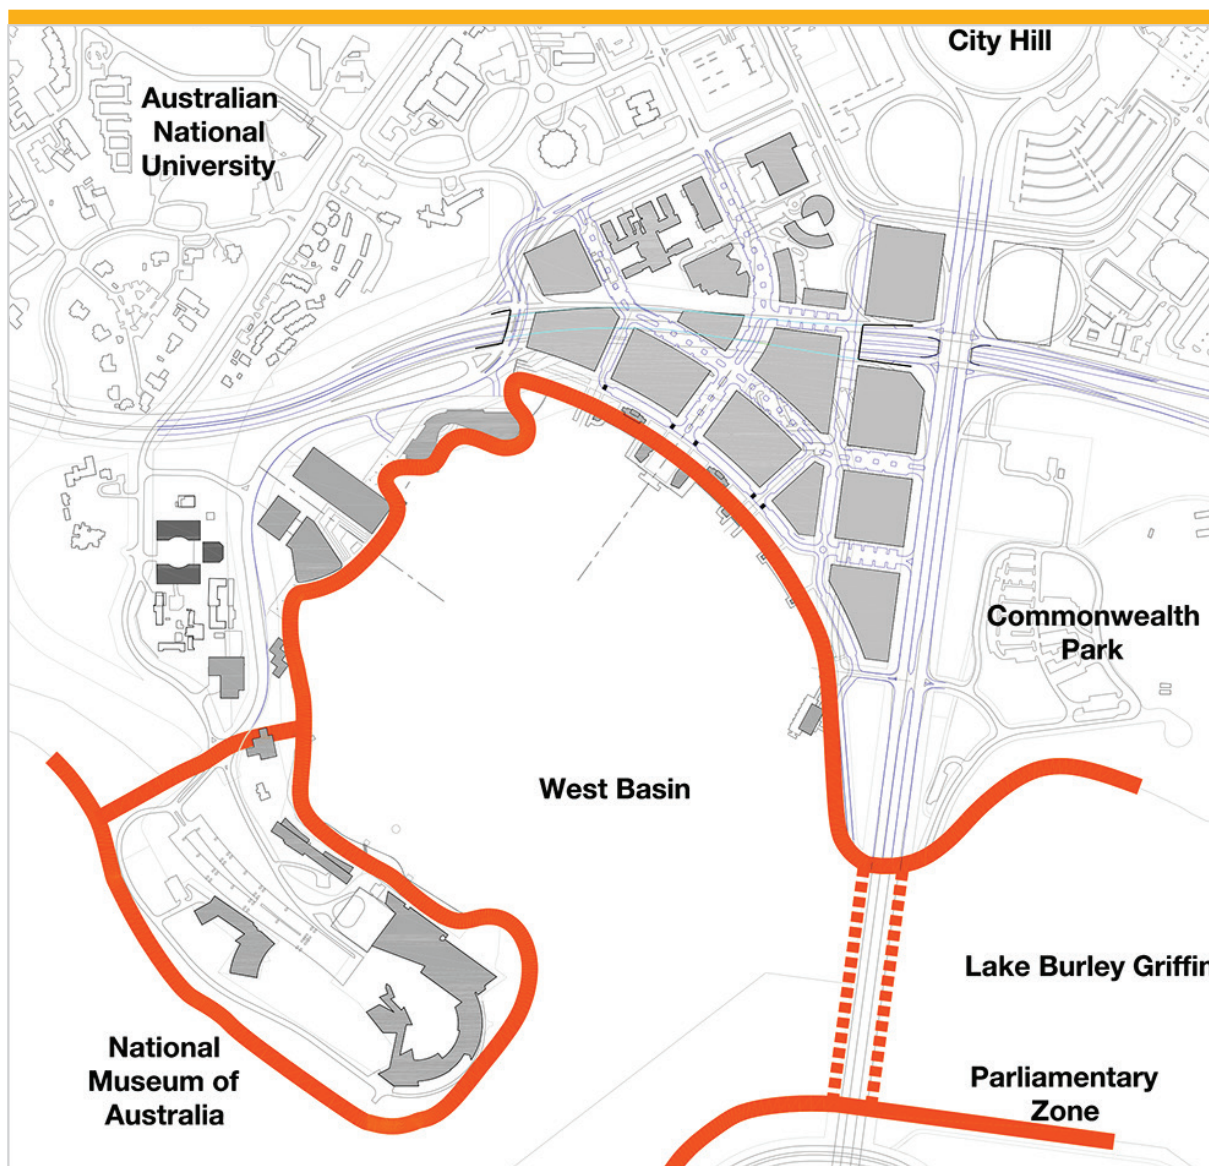 City Hill
Australian
National
University
Commonwealth
Park
West Basin
Lake Burley Griffin
National
Museum of
Australia
Parliamentary
Zone